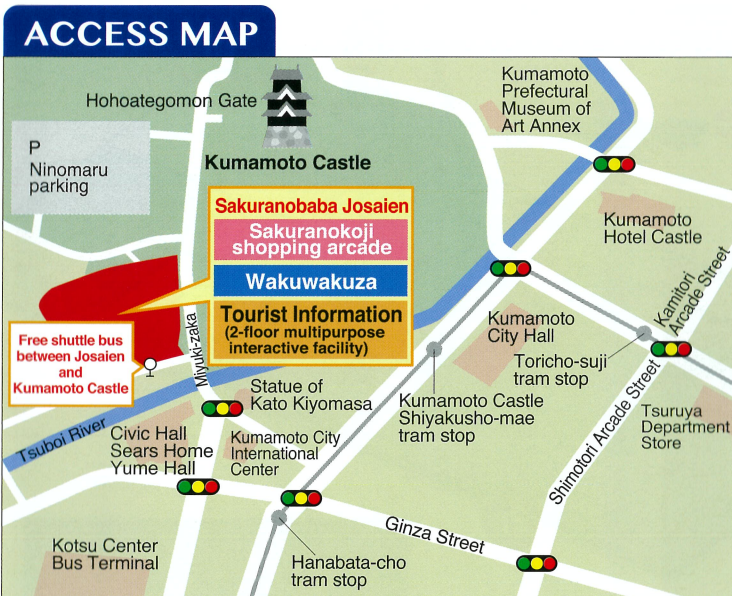 ACCESS MAP
Hohoategomon Gate
Kumamoto Castle
Kumamoto
Prefectural
Museum of
Art Annex
P
Ninomaru
parking
Sakuranobaba Josaien
Sakuranokoji
shopping arcade
Wakuwakuza
Tourist Information
(2-floor multipurpose
interactive facility)
Kumamoto
Hotel Castle
Kamitori
Arcade Street
Free shuttle bus
between Josaien
and
Kumamoto Castle
Miyuki-zaka
Kumamoto
City Hall
Toricho-suji
tram stop
Statue of
Kato Kiyomasa
Kumamoto Castle
Shiyakusho-mae
tram stop
Shimotori Arcade Street
Tsuruya
Department
Store
Tsuboi River
Civic Hall
Sears Home
Yume Hall
Kumamoto City
International
Center
Ginza Street
Kotsu Center
Bus Terminal
Hanabata-cho
tram stop